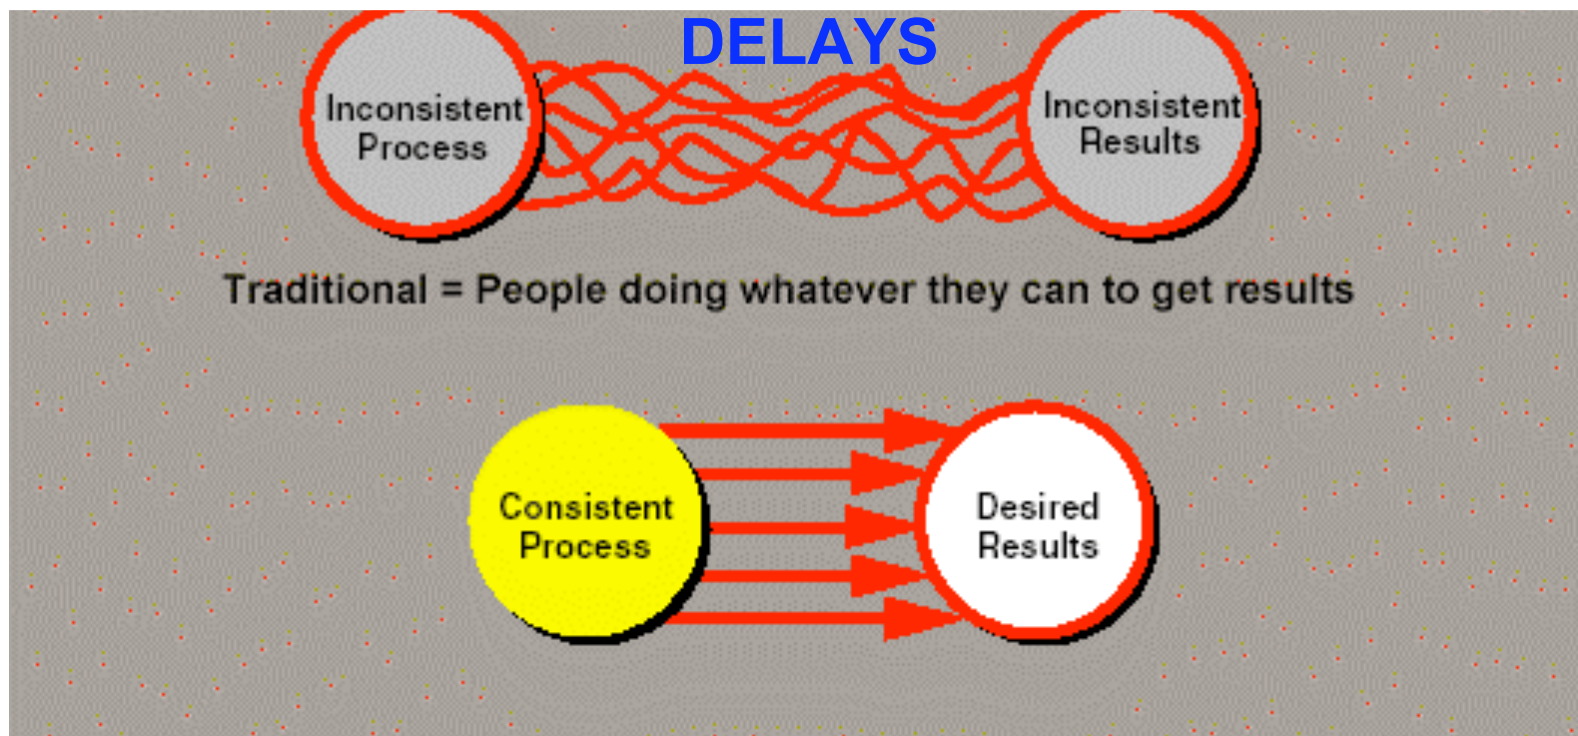 DELAYS
Inconsistent
Process
Inconsistent
Results
Traditional = People doing whatever they can to get results
Consistent
Process
Desired
Results